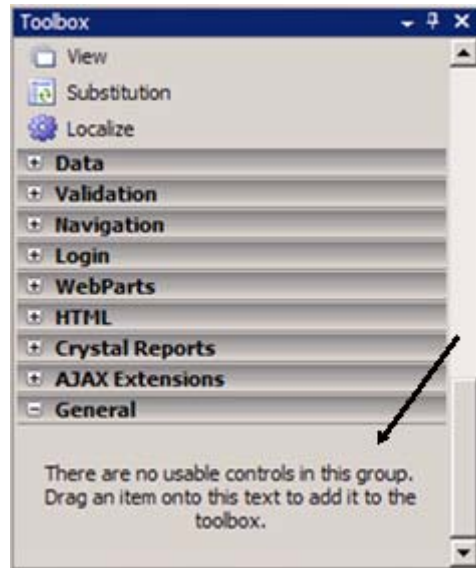 Toolbox
View
Substitution
Localize
Data
Validation
Navigation
Login
WebParts
HTML
Crystal Reports
AJAX Extensions
General
There are no usable controls in this group.
Drag an item onto this text to add it to the
toolbox.